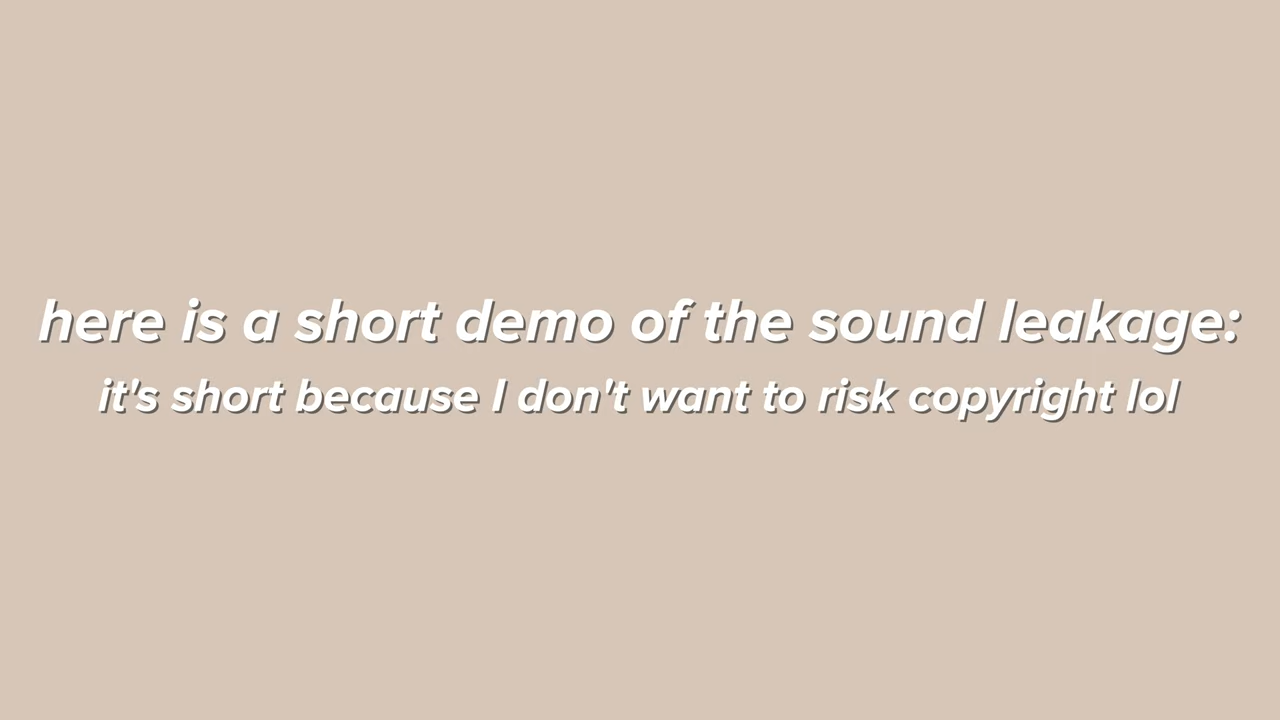 here is a short demo of the sound leakage:
it's short because I don't want to risk copyright lol